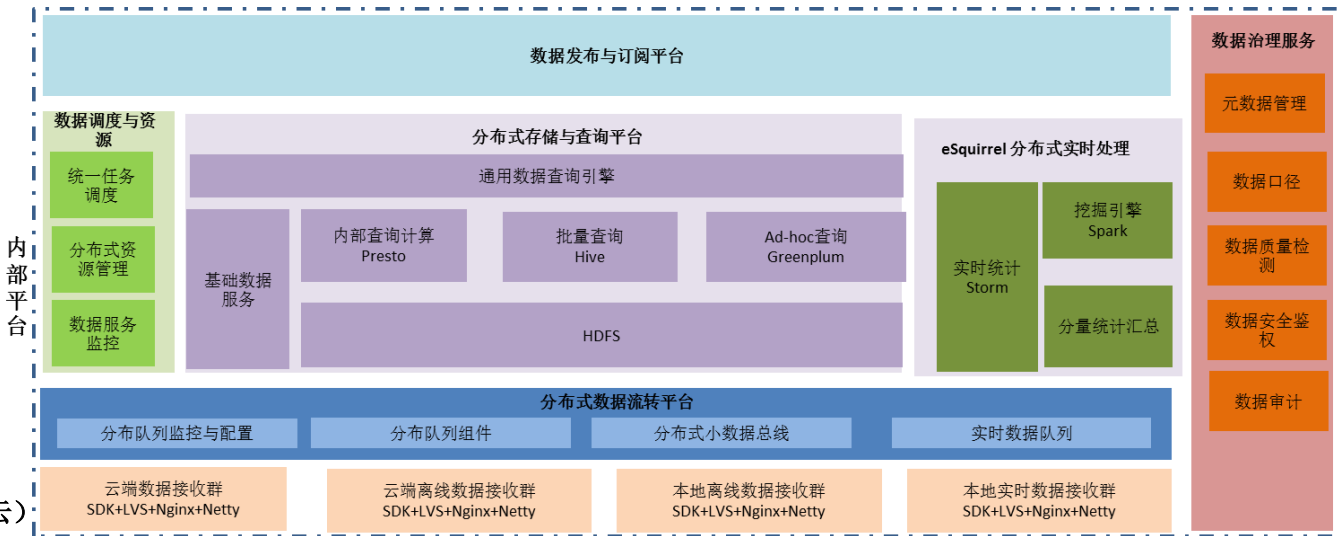 数据发布与订阅平台
数据治理服务
元数据管理
数据口径
数据质量检
测
数据安全鉴
权
数据审计
内
部
平
台
数据调度与资
源
统一任务
调度
分布式资
源管理
数据服务
监控
分布式存储与查询平台
通用数据查询引擎
基础数据
服务
内部查询计算
Presto
批量查询
Hive
Ad-hoc查询
Greenplum
HDFS
eSquirrel 分布式实时处理
实时统计
Storm
挖掘引擎
Spark
分量统计汇总
分布式数据流转平台
分布队列监控与配置
分布队列组件
分布式小数据总线
实时数据队列
云端数据接收群
SDK+LVS+Nginx+Netty
云端离线数据接收群
SDK+LVS+Nginx+Netty
本地离线数据接收群
SDK+LVS+Nginx+Netty
本地实时数据接收群
SDK+LVS+Nginx+Netty
）